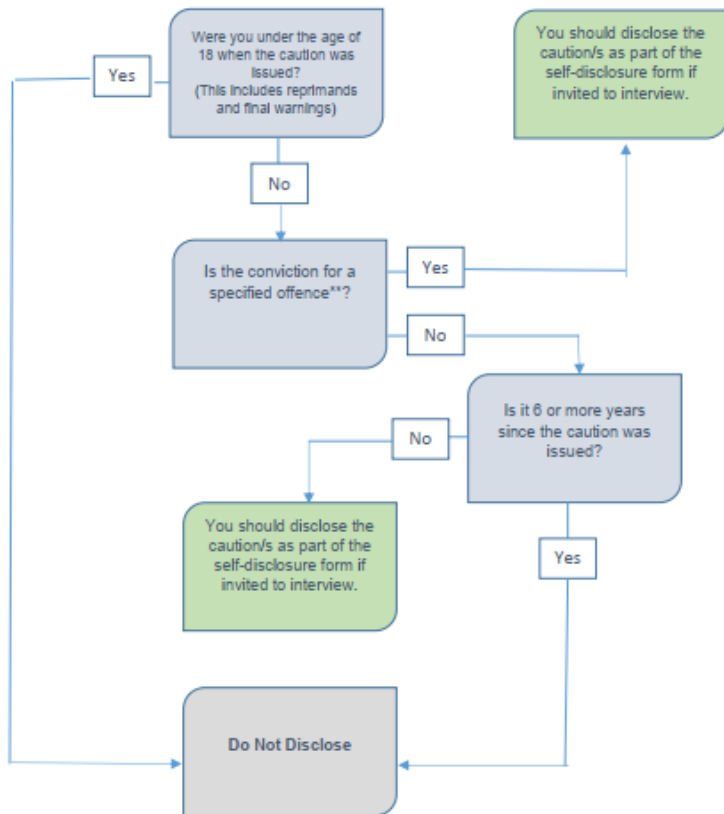 Were you under the age of
18 when the caution was
issued?
(This includes reprimands
and final warnings)
Yes
You should disclose the
caution/s as part of the
self-disclosure form if
invited to interview.
No
Is the conviction for a
specified offence**?
Yes
No
Is it 6 or more years
since the caution was
issued?
No
You should disclose the
caution/s as part of the
self-disclosure form if
invited to interview.
Yes
Do Not Disclose